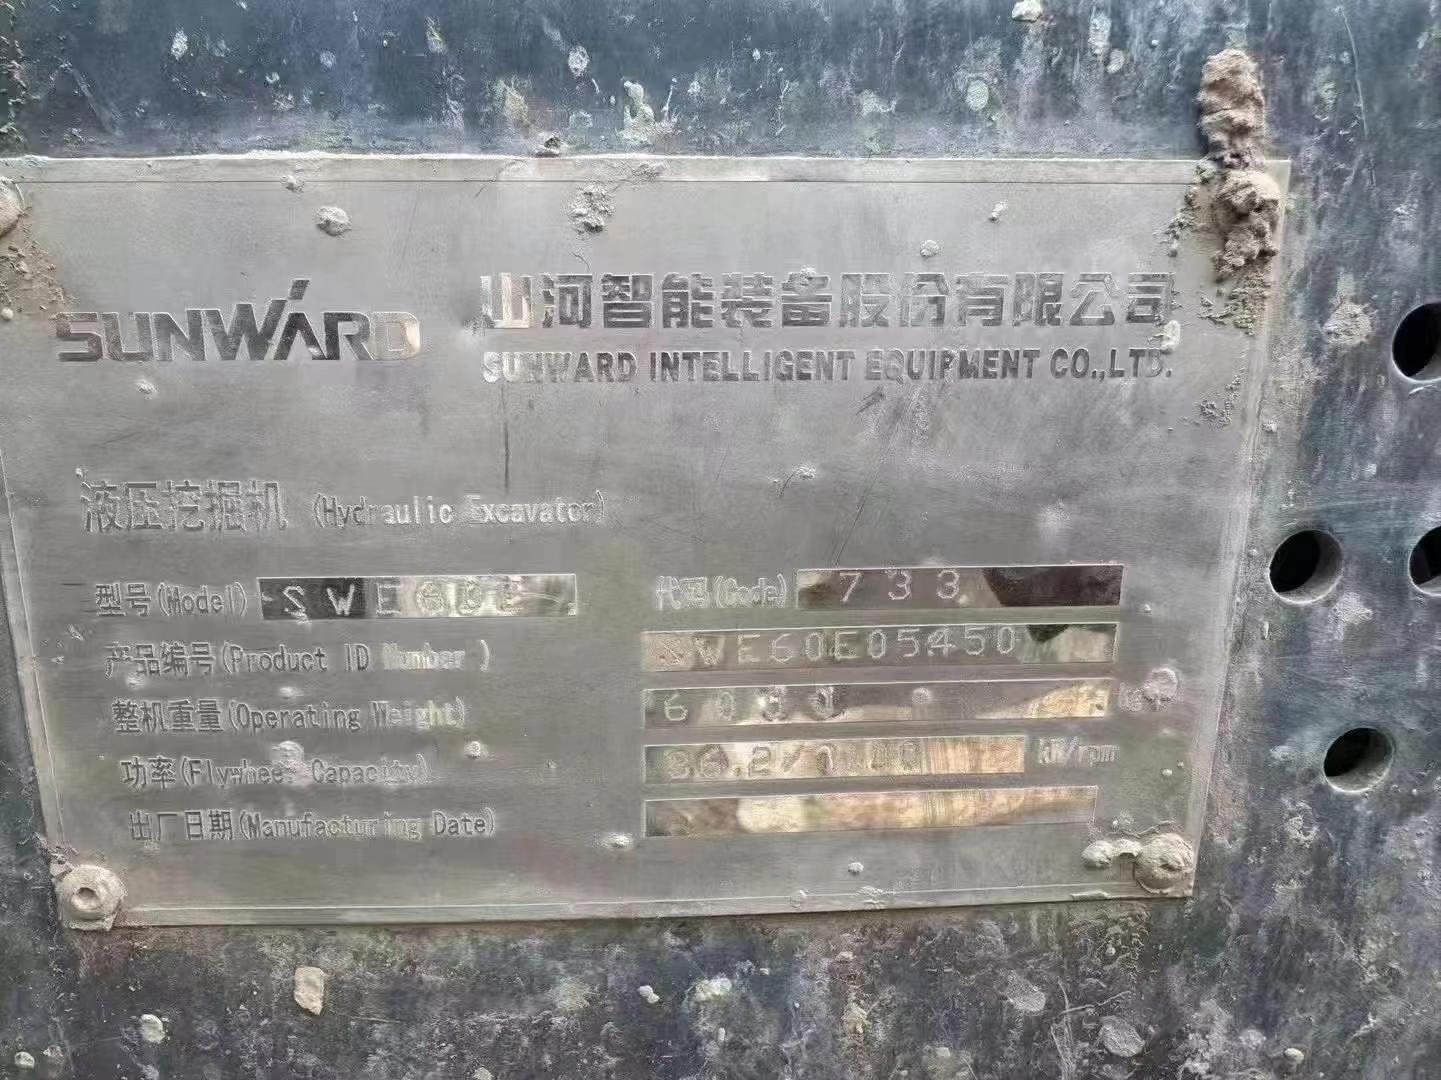 SUNWARD
山河智能装备股份有限公司
SUNWARD INTELLIGENT EQUIPMENT CO.,LTD.
液压挖掘机 (Hydraulic Excavator)
型号(Model)
代码(Code) 733
产品编号(Product ID Number) SWE60E05450
整机重量(Operating Weight)
功率(Flywheel Capacity) kW/rpm
出厂日期(Manufacturing Date)